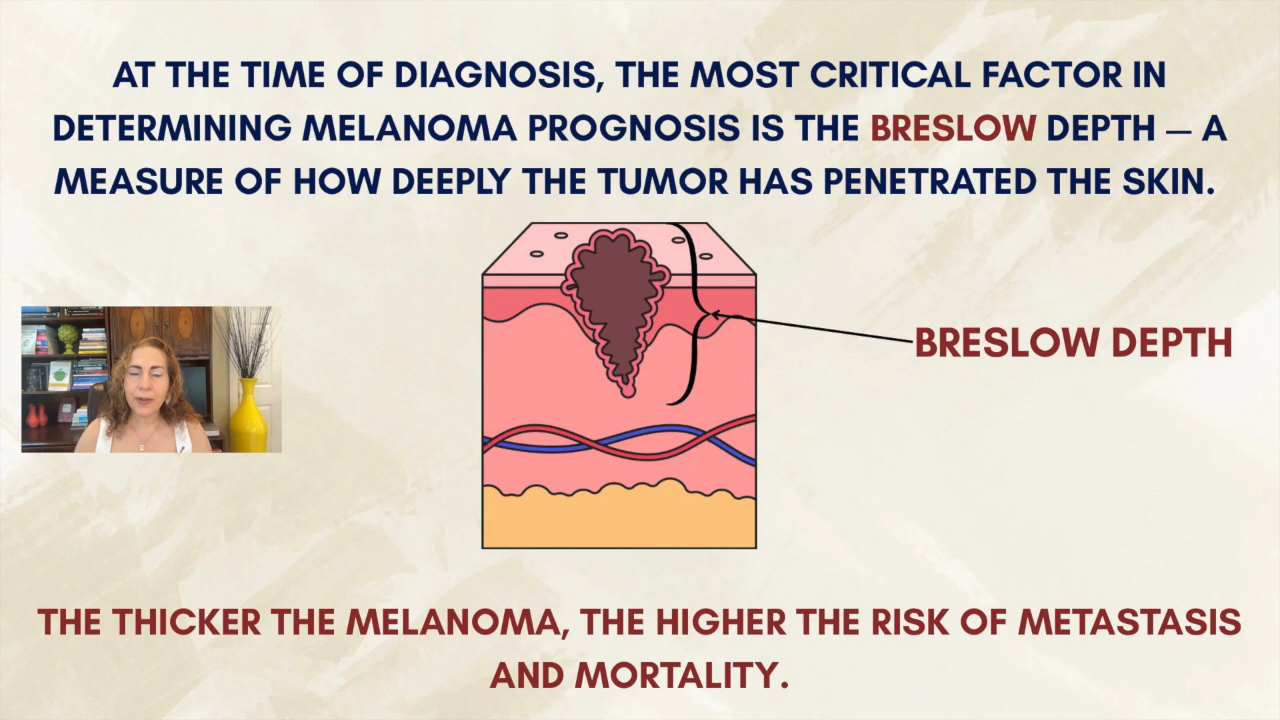 AT THE TIME OF DIAGNOSIS, THE MOST CRITICAL FACTOR IN
DETERMINING MELANOMA PROGNOSIS IS THE BRESLOW DEPTH — A
MEASURE OF HOW DEEPLY THE TUMOR HAS PENETRATED THE SKIN.
BRESLOW DEPTH
THE THICKER THE MELANOMA, THE HIGHER THE RISK OF METASTASIS
AND MORTALITY.